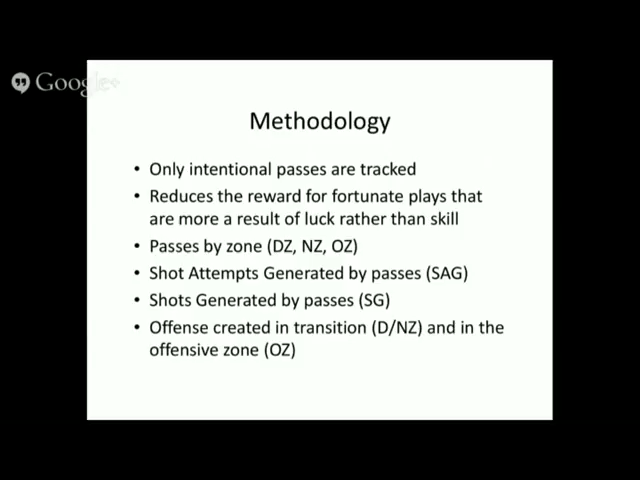 Google+
Methodology
• Only intentional passes are tracked
• Reduces the reward for fortunate plays that
are more a result of luck rather than skill
• Passes by zone (DZ, NZ, OZ)
• Shot Attempts Generated by passes (SAG)
• Shots Generated by passes (SG)
• Offense created in transition (D/NZ) and in the
offensive zone (OZ)